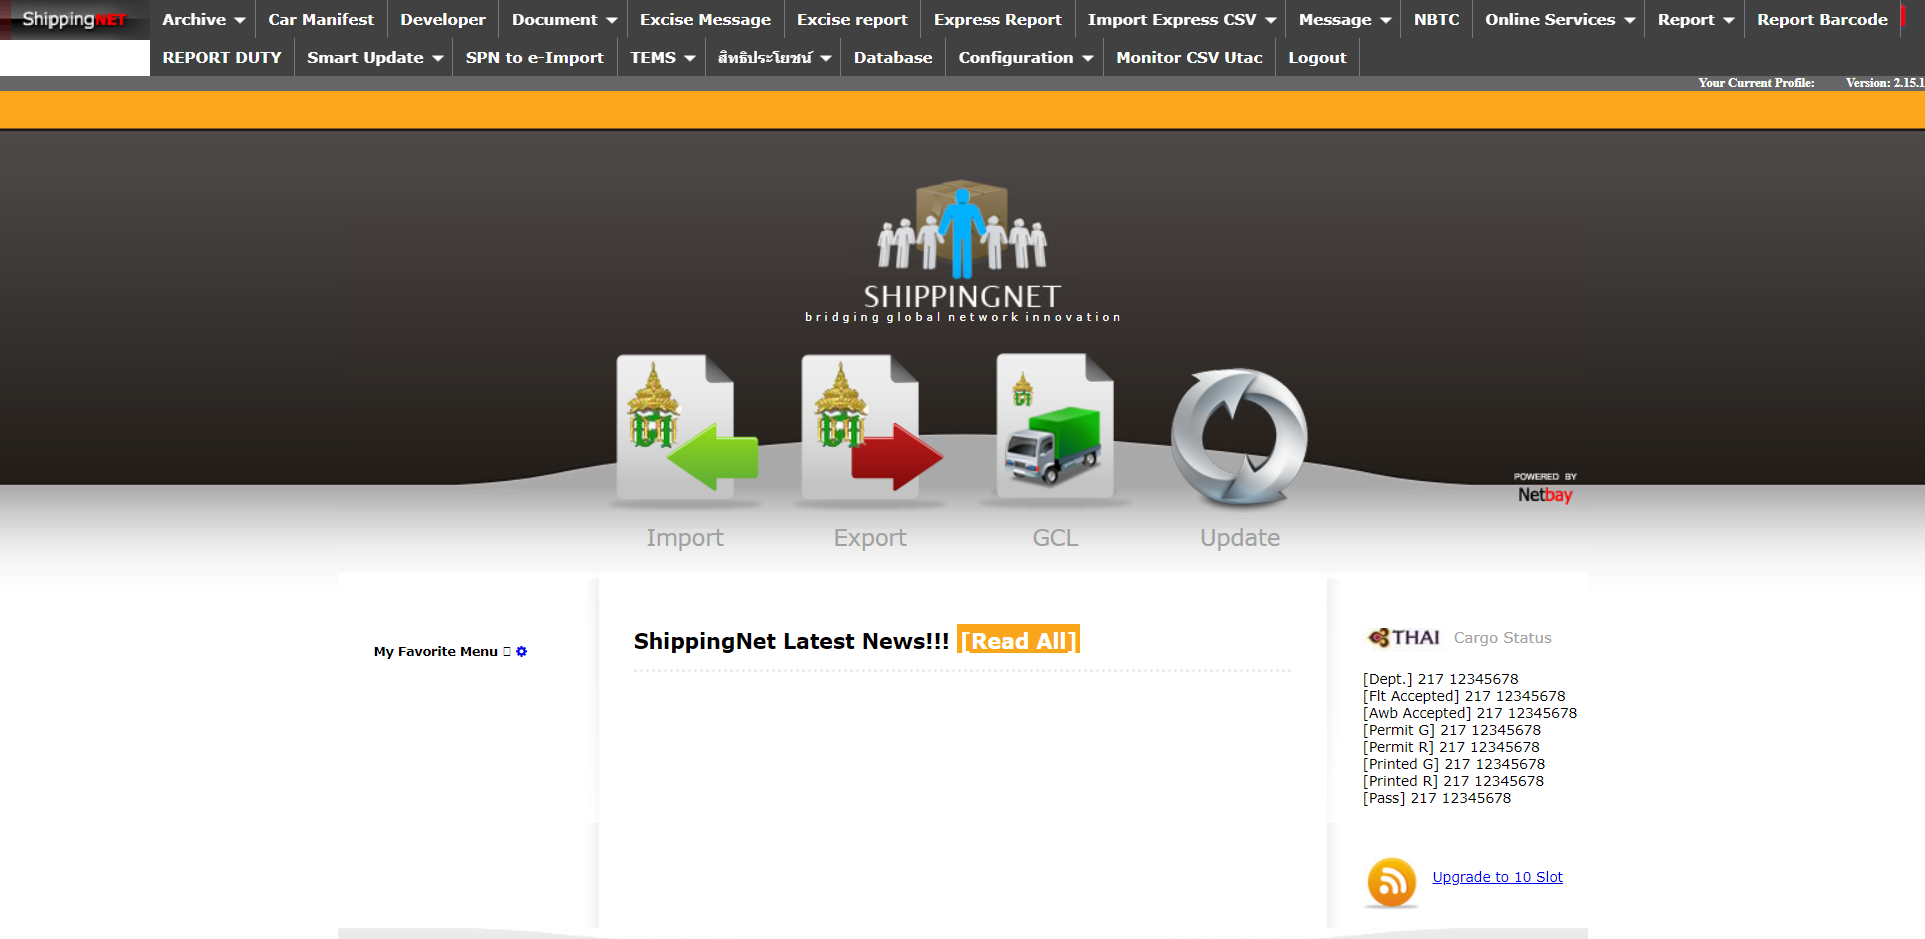 ShippingNET
Archive Car Manifest Developer Document Excise Message Excise report Express Report Import Express CSV Message NBTC Online Services Report Report Barcode
REPORT DUTY Smart Update SPN to e-Import TEMS สิทธิประโยชน์ Database Configuration Monitor CSV Utac Logout
Your Current Profile: Version: 2.15.1
SHIPPINGNET
bridging global network innovation
POWERED BY
Netbay
Import Export GCL Update
My Favorite Menu
ShippingNet Latest News!!! [Read All]
THAI Cargo Status
[Dept.] 217 12345678
[Flt Accepted] 217 12345678
[Awb Accepted] 217 12345678
[Permit G] 217 12345678
[Permit R] 217 12345678
[Printed G] 217 12345678
[Printed R] 217 12345678
[Pass] 217 12345678
Upgrade to 10 Slot